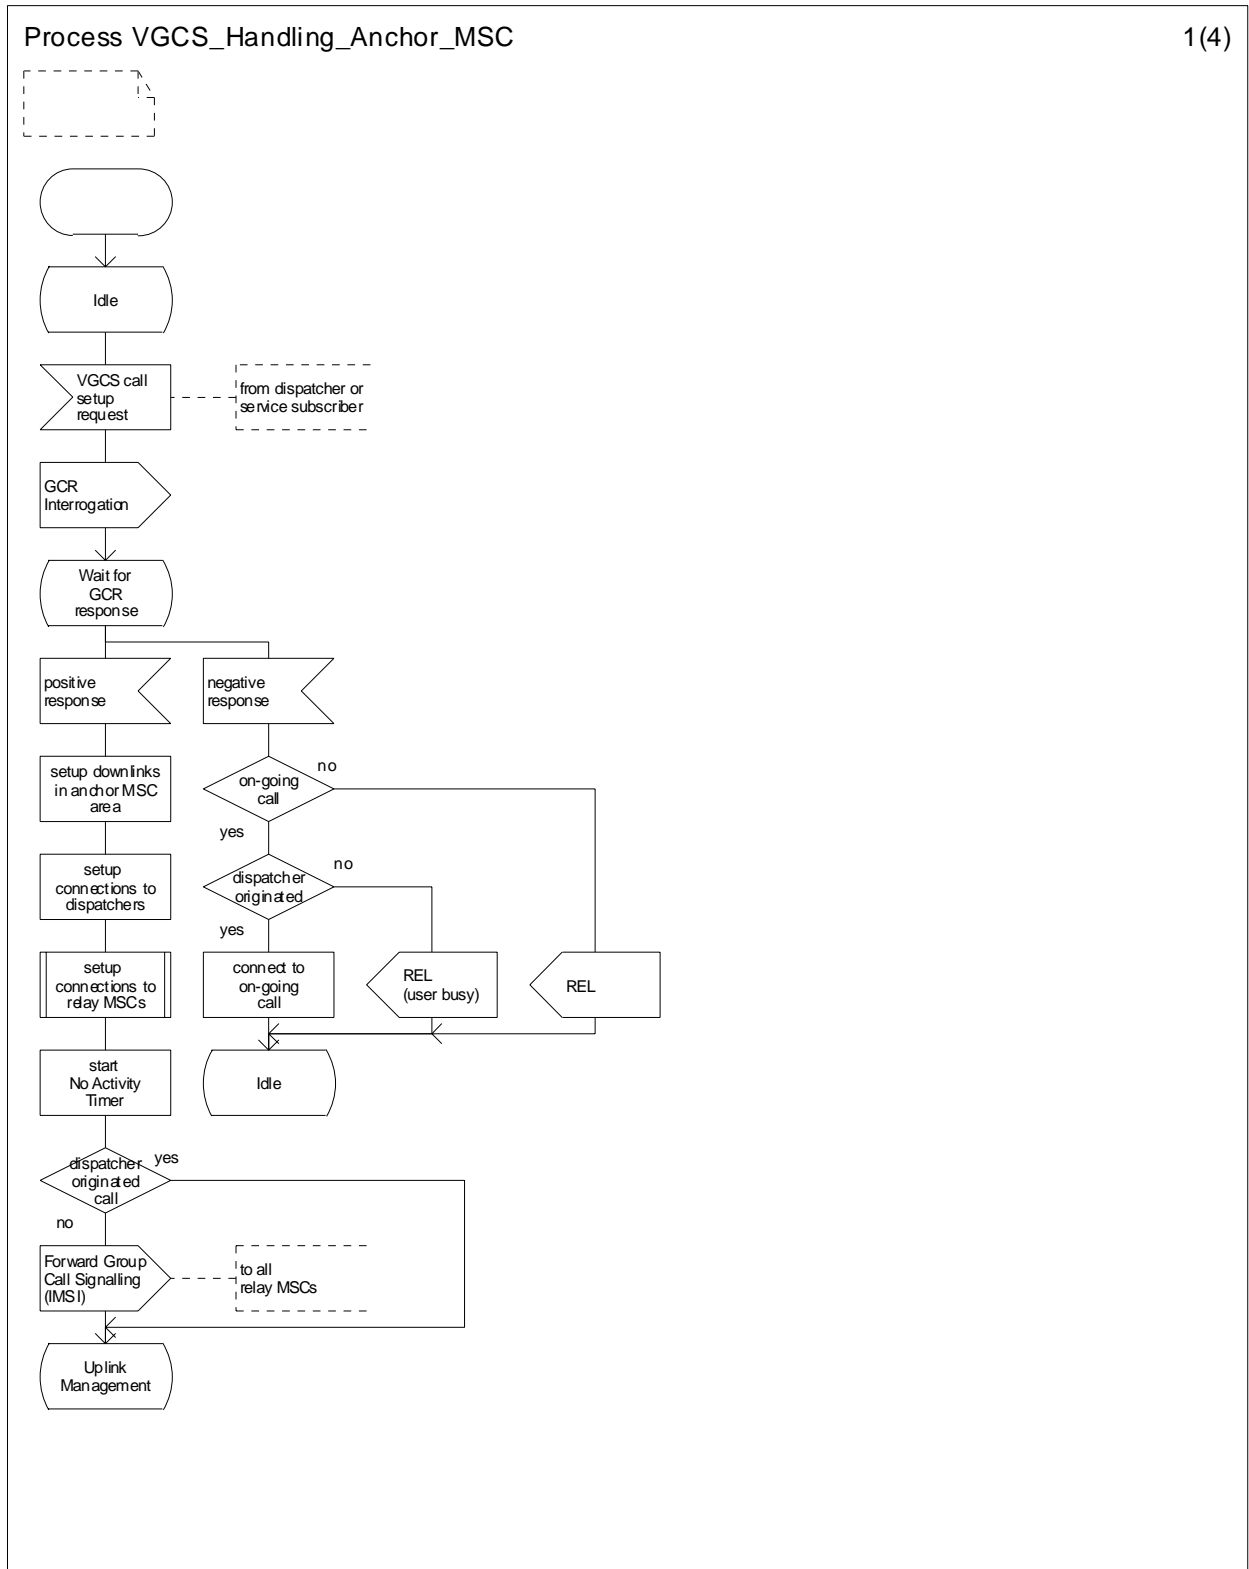 Process VGCS_Handling_Anchor_MSC
1(4)
Idle
VGCS call
setup
request
from dispatcher or
service subscriber
GCR
Interrogation
Wait for
GCR
response
positive
response
negative
response
setup downlinks
in anchor MSC
area
on-going
call
no
yes
setup
connections to
dispatchers
dispatcher
originated
no
yes
setup
connections to
relay MSCs
connect to
on-going
call
REL
(user busy)
REL
start
No Activity
Timer
Idle
dispatcher
originated
call
yes
no
Forward Group
Call Signalling
(IMSI)
to all
relay MSCs
Uplink
Management